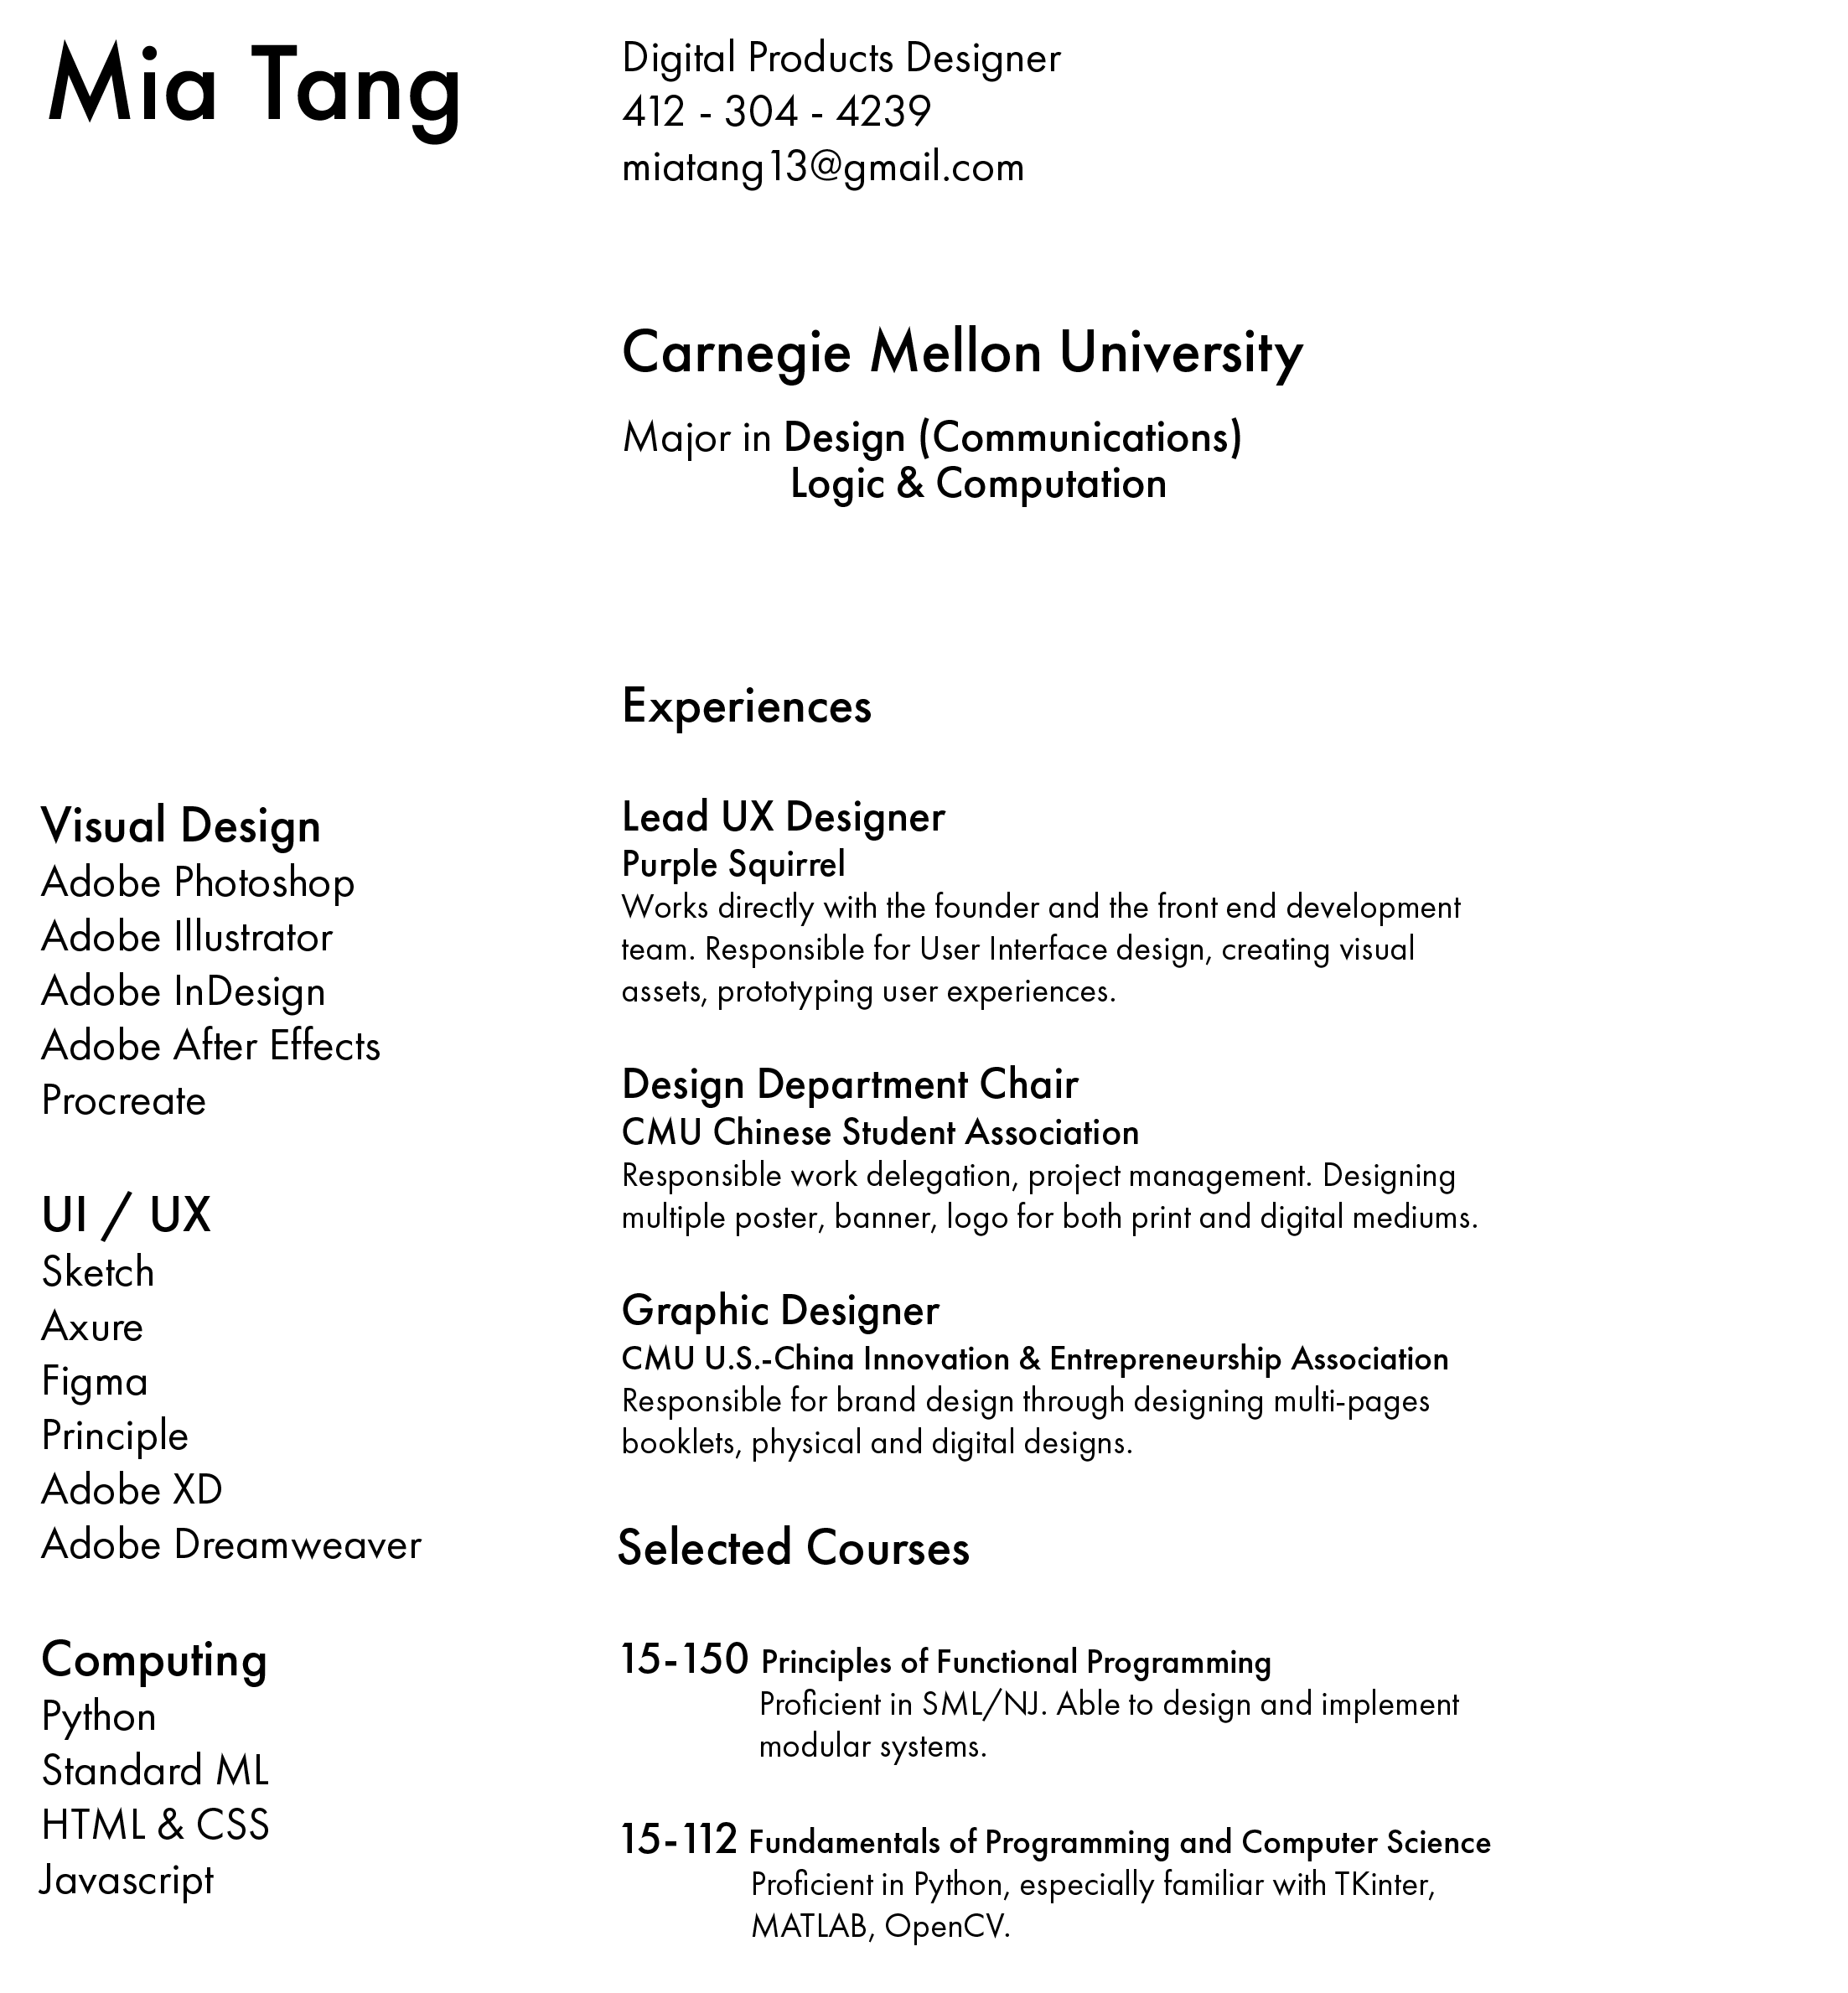 Mia Tang
Digital Products Designer
412 - 304 - 4239
miatang13@gmail.com
Carnegie Mellon University
Major in Design (Communications)
Logic & Computation
Visual Design
Adobe Photoshop
Adobe Illustrator
Adobe InDesign
Adobe After Effects
Procreate
UI / UX
Sketch
Axure
Figma
Principle
Adobe XD
Adobe Dreamweaver
Computing
Python
Standard ML
HTML & CSS
Javascript
Experiences
Lead UX Designer
Purple Squirrel
Works directly with the founder and the front end development
team. Responsible for User Interface design, creating visual
assets, prototyping user experiences.
Design Department Chair
CMU Chinese Student Association
Responsible work delegation, project management. Designing
multiple poster, banner, logo for both print and digital mediums.
Graphic Designer
CMU U.S.-China Innovation & Entrepreneurship Association
Responsible for brand design through designing multi-pages
booklets, physical and digital designs.
Selected Courses
15-150 Principles of Functional Programming
Proficient in SML/NJ. Able to design and implement
modular systems.
15-112 Fundamentals of Programming and Computer Science
Proficient in Python, especially familiar with TKinter,
MATLAB, OpenCV.